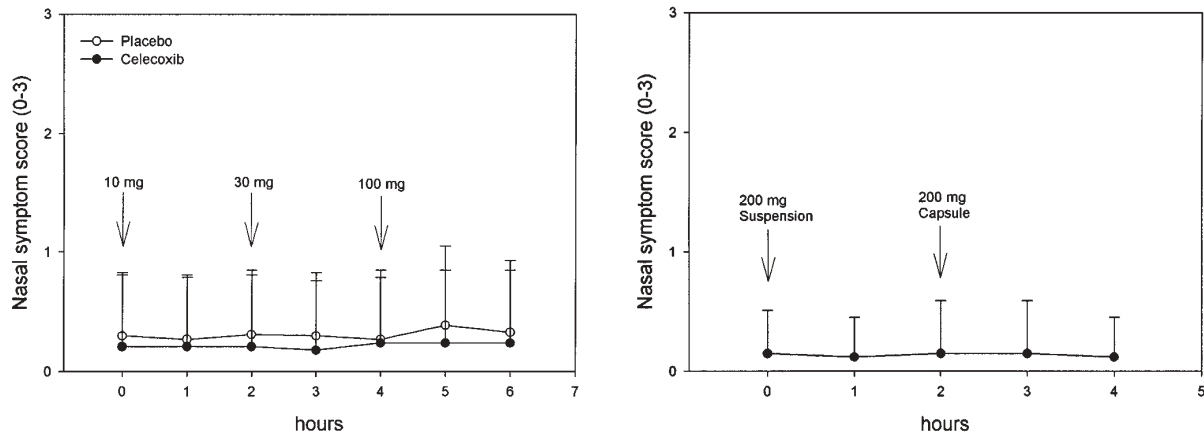 3
Placebo
Celecoxib
2
10 mg
30 mg
100 mg
1
0
Nasal symptom score (0-3)
0 1 2 3 4 5 6 7
hours
3
2
200 mg
Suspension
200 mg
Capsule
1
0
Nasal symptom score (0-3)
0 1 2 3 4 5
hours